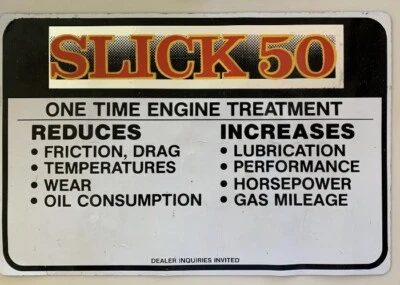 SLICK 50
ONE TIME ENGINE TREATMENT
REDUCES
• FRICTION, DRAG
• TEMPERATURES
• WEAR
• OIL CONSUMPTION
INCREASES
• LUBRICATION
• PERFORMANCE
• HORSEPOWER
• GAS MILEAGE
DEALER INQUIRIES INVITED